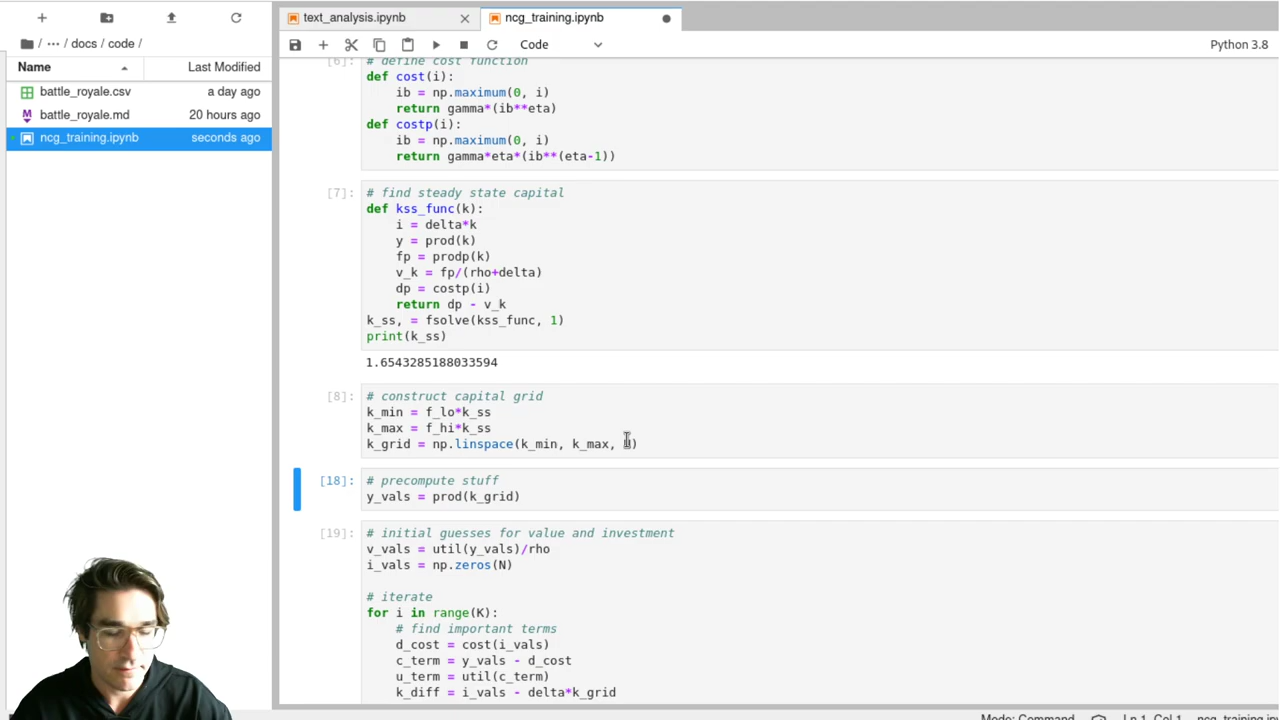 text_analysis.ipynb
ncg_training.ipynb
/ ··· / docs / code /
Code
Python 3.8
Name
Last Modified
battle_royale.csv
a day ago
battle_royale.md
20 hours ago
ncg_training.ipynb
seconds ago
[6]:
# define cost function
def cost(i):
ib = np.maximum(0, i)
return gamma*(ib**eta)
def costp(i):
ib = np.maximum(0, i)
return gamma*eta*(ib**(eta-1))
[7]:
# find steady state capital
def kss_func(k):
i = delta*k
y = prod(k)
fp = prodp(k)
v_k = fp/(rho+delta)
dp = costp(i)
return dp - v_k
k_ss, = fsolve(kss_func, 1)
print(k_ss)
1.6543285188033594
[8]:
# construct capital grid
k_min = f_lo*k_ss
k_max = f_hi*k_ss
k_grid = np.linspace(k_min, k_max, )
[18]:
# precompute stuff
y_vals = prod(k_grid)
[19]:
# initial guesses for value and investment
v_vals = util(y_vals)/rho
i_vals = np.zeros(N)
# iterate
for i in range(K):
# find important terms
d_cost = cost(i_vals)
c_term = y_vals - d_cost
u_term = util(c_term)
k_diff = i_vals - delta*k_grid
Mode: Command
Ln 1, Col 1